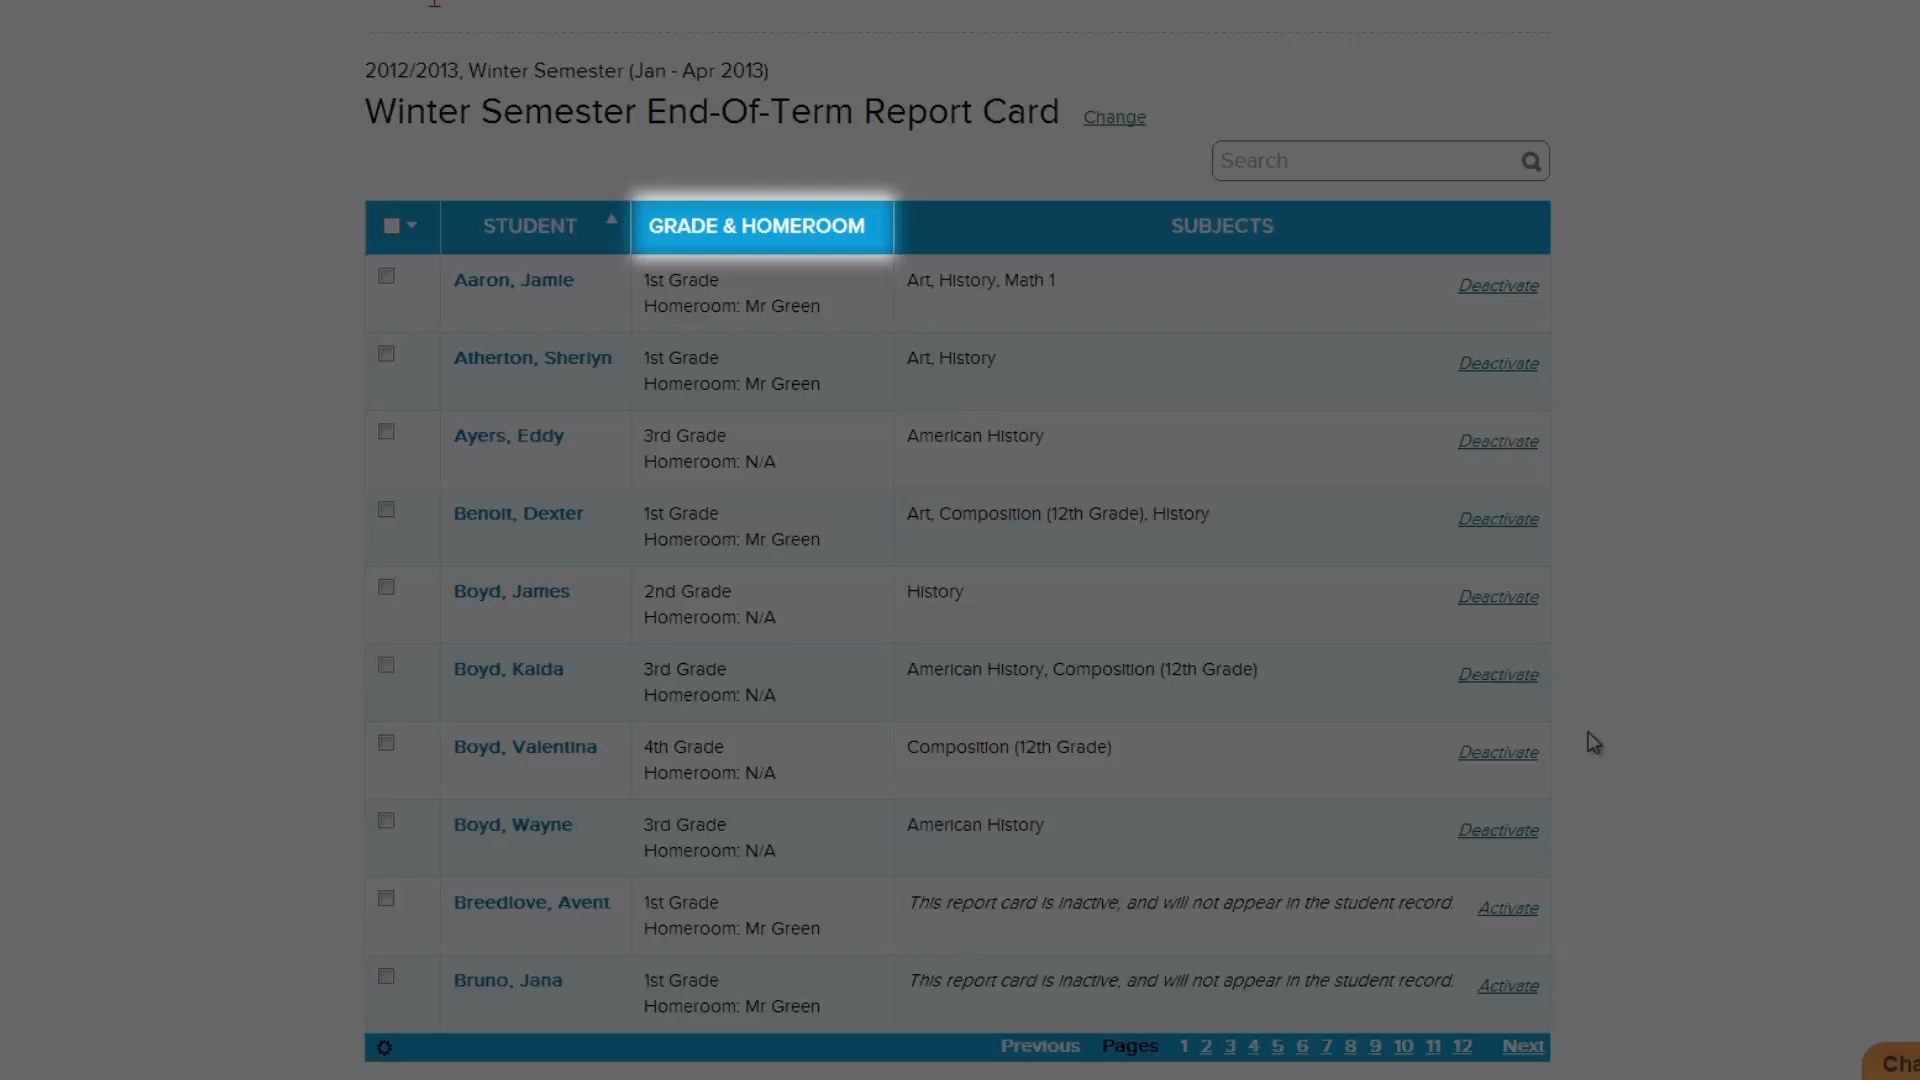 2012/2013, Winter Semester (Jan - Apr 2013)
Winter Semester End-Of-Term Report Card Change
Search
STUDENT GRADE & HOMEROOM SUBJECTS
Aaron, Jamie 1st Grade Art, History, Math 1 Deactivate
Homeroom: Mr Green
Atherton, Sherlyn 1st Grade Art, History Deactivate
Homeroom: Mr Green
Ayers, Eddy 3rd Grade American History Deactivate
Homeroom: N/A
Benoit, Dexter 1st Grade Art, Composition (12th Grade), History Deactivate
Homeroom: Mr Green
Boyd, James 2nd Grade History Deactivate
Homeroom: N/A
Boyd, Kaida 3rd Grade American History, Composition (12th Grade) Deactivate
Homeroom: N/A
Boyd, Valentina 4th Grade Composition (12th Grade) Deactivate
Homeroom: N/A
Boyd, Wayne 3rd Grade American History Deactivate
Homeroom: N/A
Breedlove, Avent 1st Grade This report card is inactive, and will not appear in the student record. Activate
Homeroom: Mr Green
Bruno, Jana 1st Grade This report card is inactive, and will not appear in the student record. Activate
Homeroom: Mr Green
Previous Pages 1 2 3 4 5 6 7 8 9 10 11 12 Next